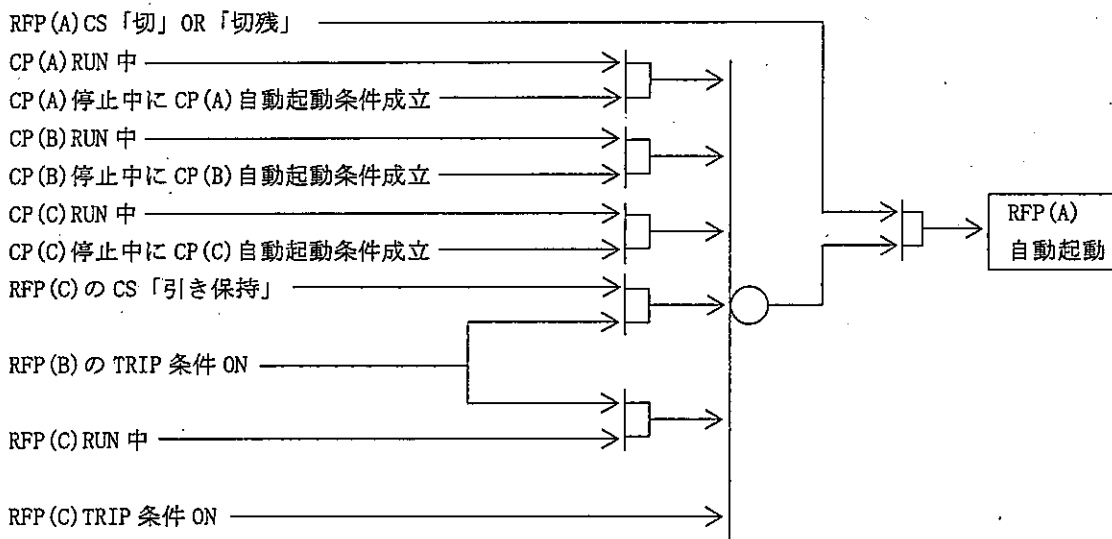 RFP(A)CS「切」OR「切残」
CP(A)RUN 中
CP(A)停止中に CP(A)自動起動条件成立
CP(B)RUN 中
CP(B)停止中に CP(B)自動起動条件成立
CP(C)RUN 中
CP(C)停止中に CP(C)自動起動条件成立
RFP(C)の CS「引き保持」
RFP(B)の TRIP 条件 ON
RFP(C)RUN 中
RFP(C)TRIP 条件 ON
RFP(A)
自動起動